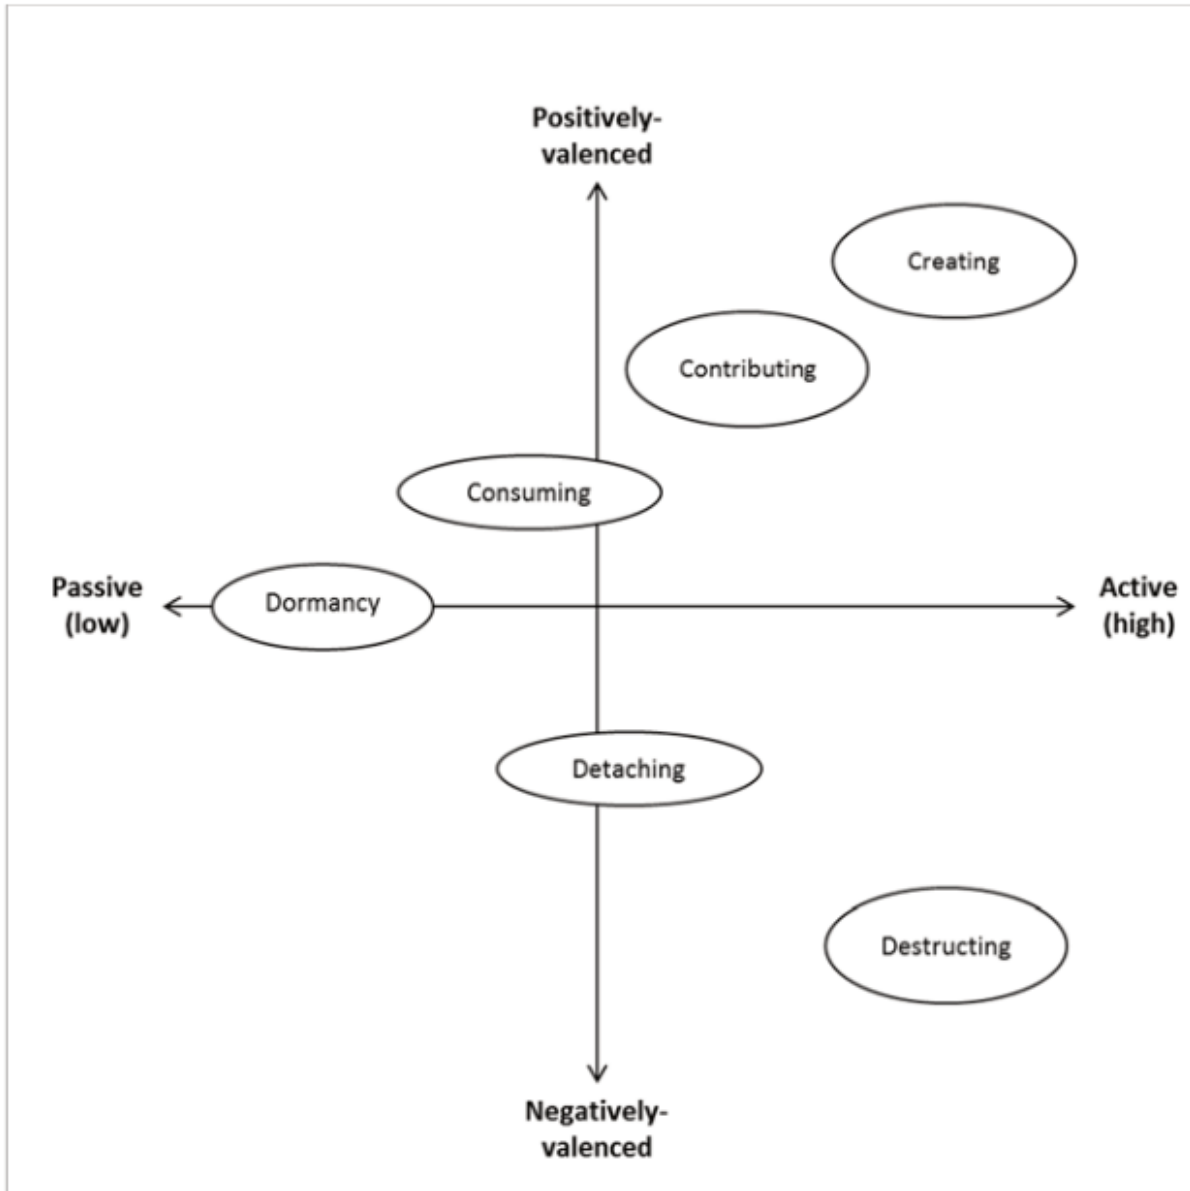 Positively-
valenced
Creating
Contributing
Consuming
Passive
(low)
Dormancy
Active
(high)
Detaching
Destructing
Negatively-
valenced